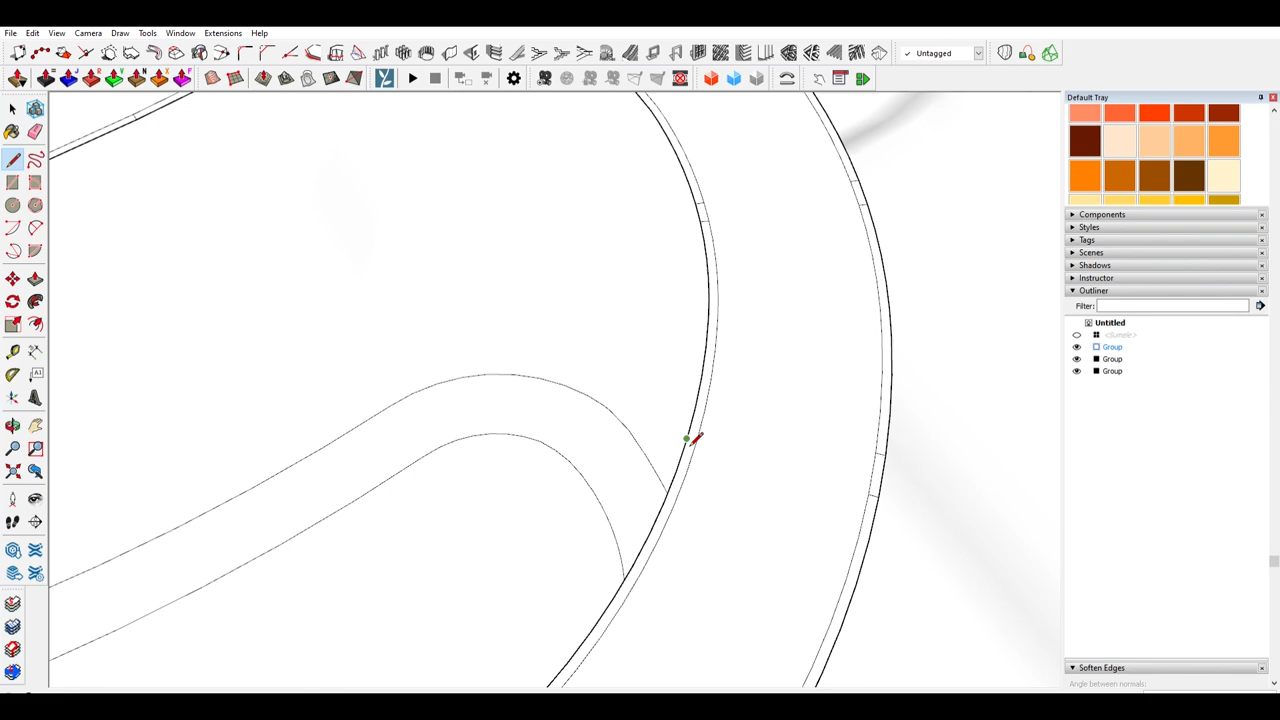 File Edit View Camera Draw Tools Window Extensions Help
Untagged
Default Tray
Components
Styles
Tags
Scenes
Shadows
Instructor
Outliner
Filter:
Untitled
<Sumele>
Group
Group
Group
Soften Edges
Angle between normals: